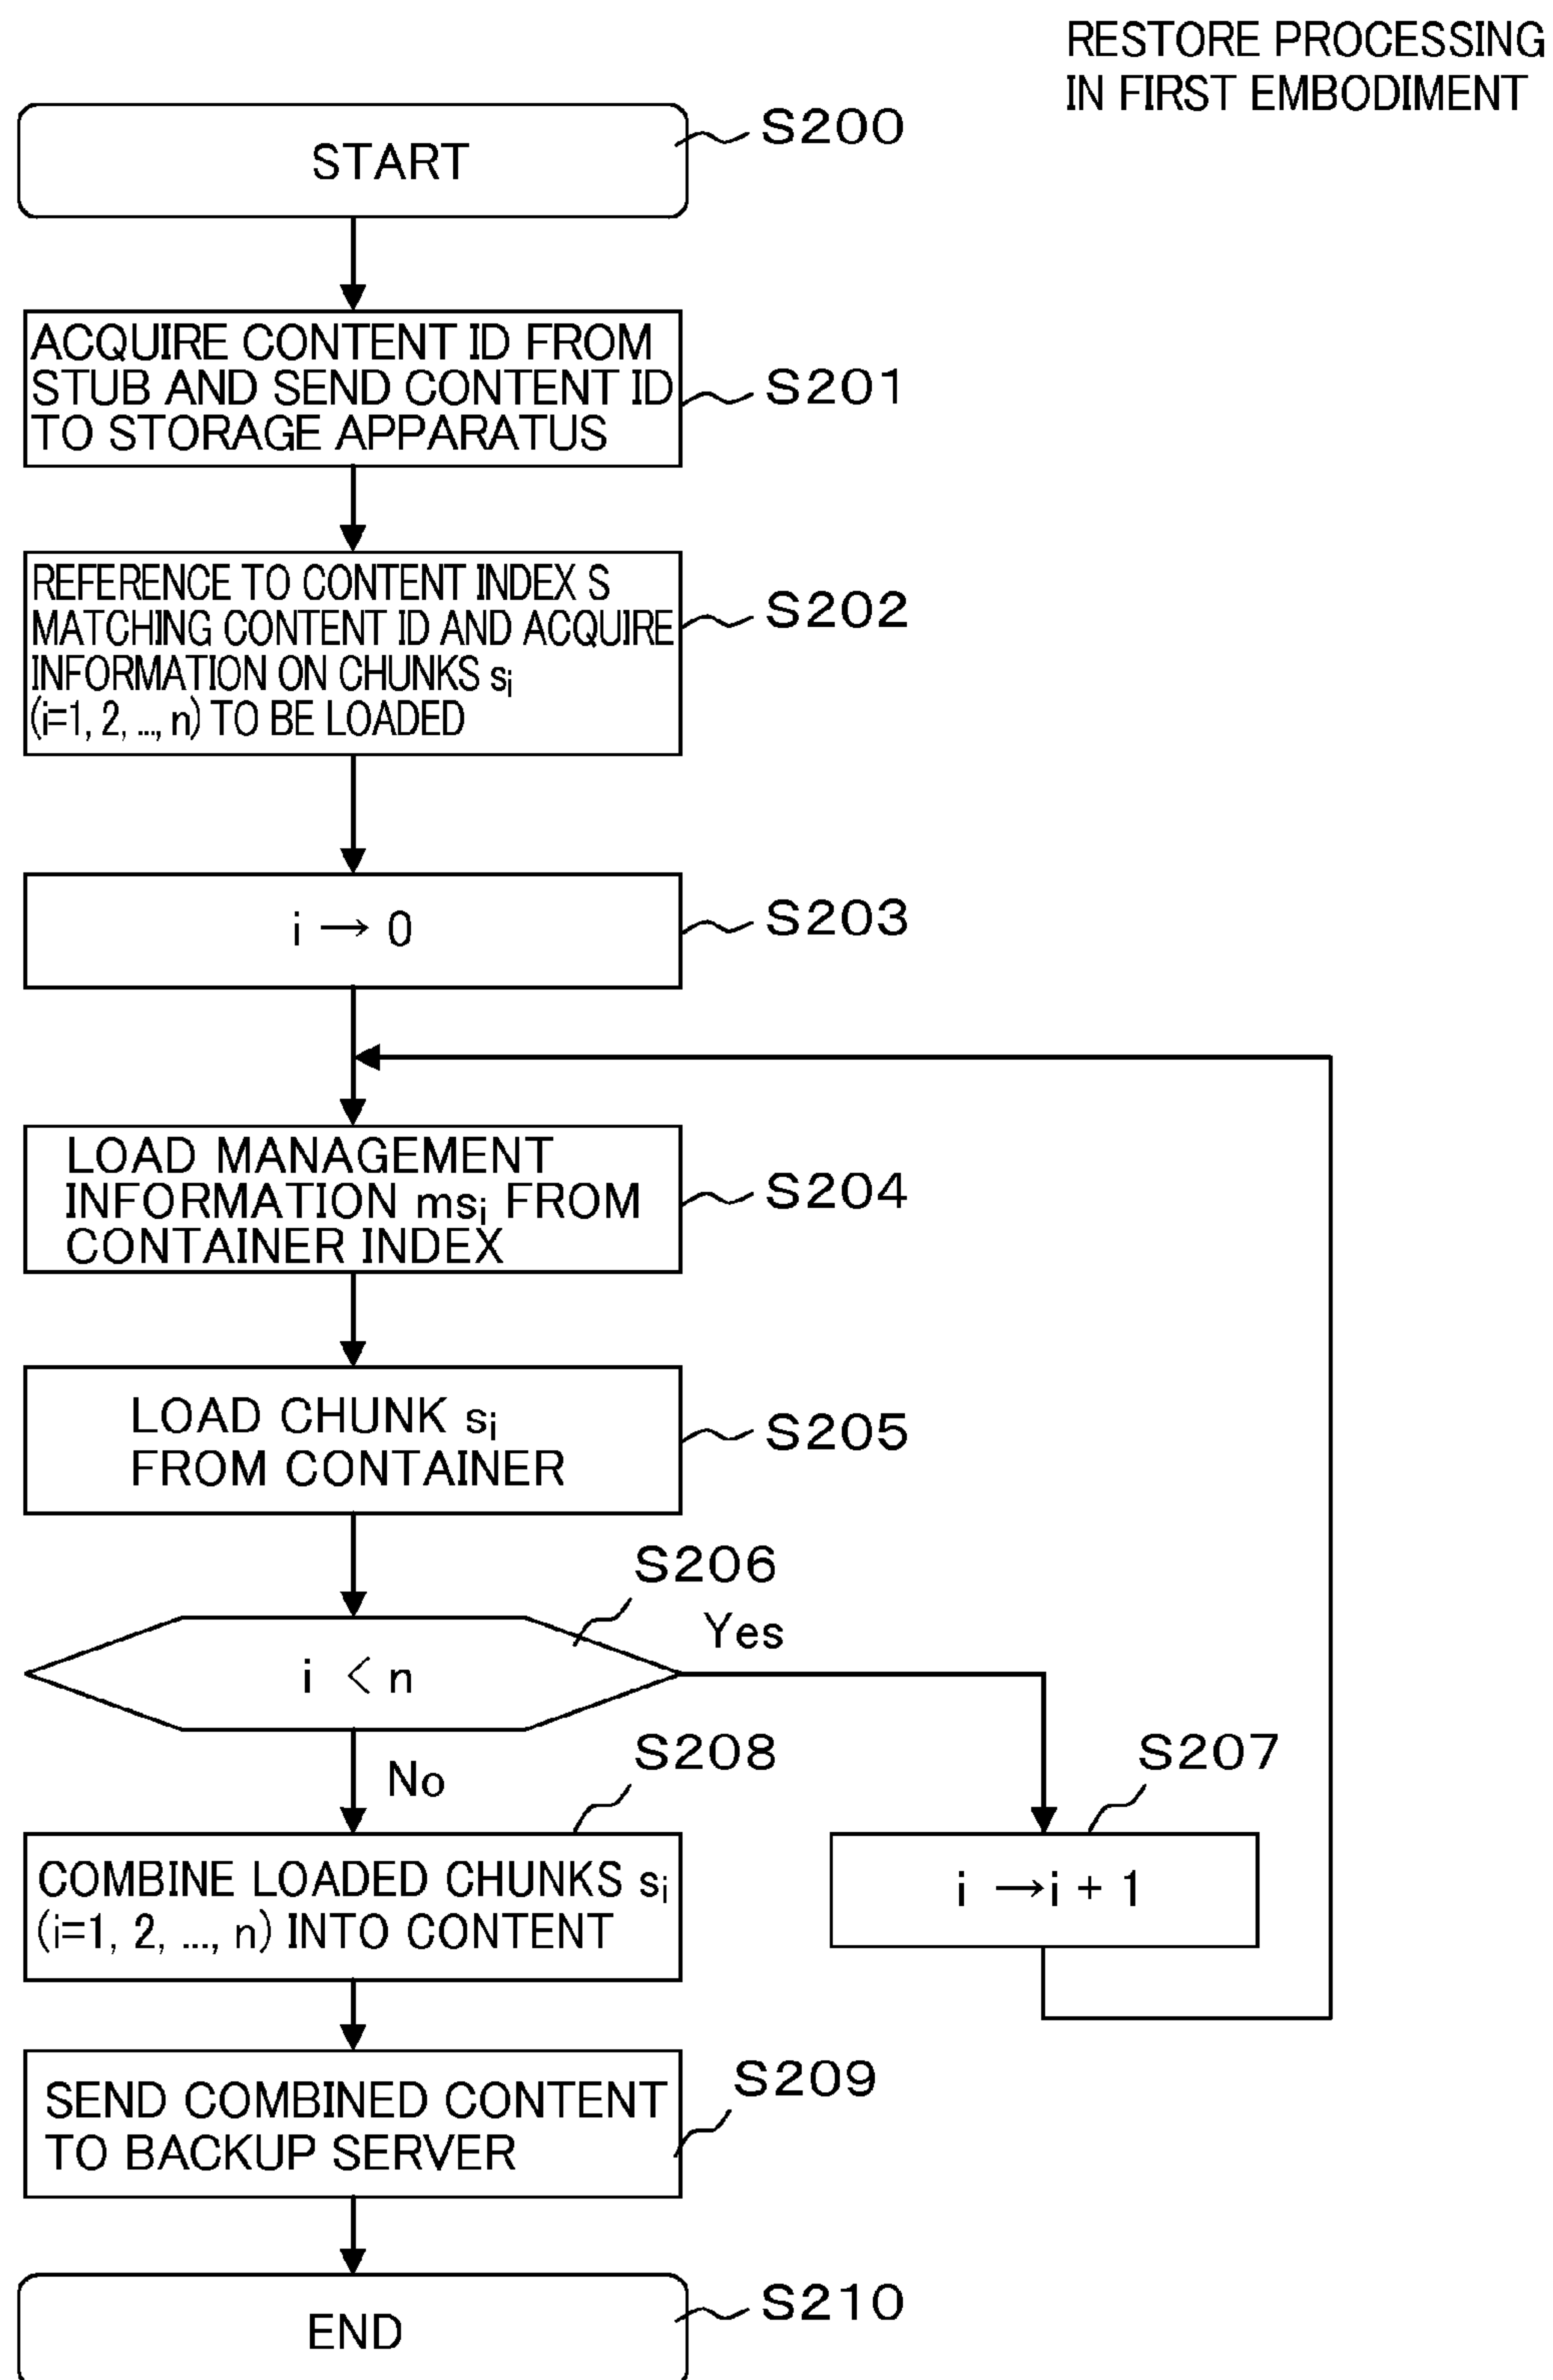 RESTORE PROCESSING
IN FIRST EMBODIMENT
START
S200
ACQUIRE CONTENT ID FROM
STUB AND SEND CONTENT ID
TO STORAGE APPARATUS
S201
REFERENCE TO CONTENT INDEX S
MATCHING CONTENT ID AND ACQUIRE
INFORMATION ON CHUNKS si
(i=1, 2, ..., n) TO BE LOADED
S202
i → 0
S203
LOAD MANAGEMENT
INFORMATION msi FROM
CONTAINER INDEX
S204
LOAD CHUNK si
FROM CONTAINER
S205
S206
i < n
Yes
No
S207
i → i + 1
S208
COMBINE LOADED CHUNKS si
(i=1, 2, ..., n) INTO CONTENT
SEND COMBINED CONTENT
TO BACKUP SERVER
S209
END
S210